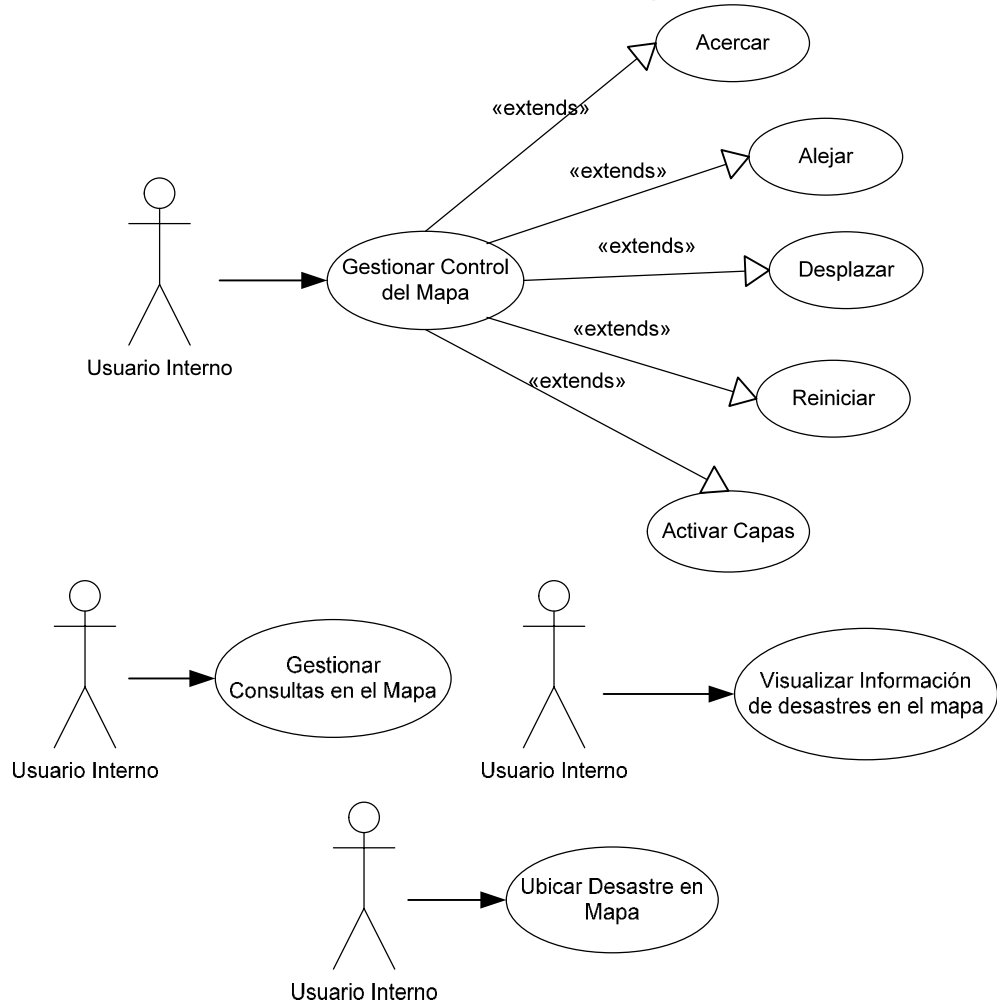 Acercar
«extends»
Alejar
«extends»
Desplazar
«extends»
Gestionar Control
del Mapa
«extends»
Usuario Interno
«extends»
Reiniciar
Activar Capas
Gestionar
Consultas en el Mapa
Visualizar Información
de desastres en el mapa
Usuario Interno
Usuario Interno
Ubicar Desastre en
Mapa
Usuario Interno